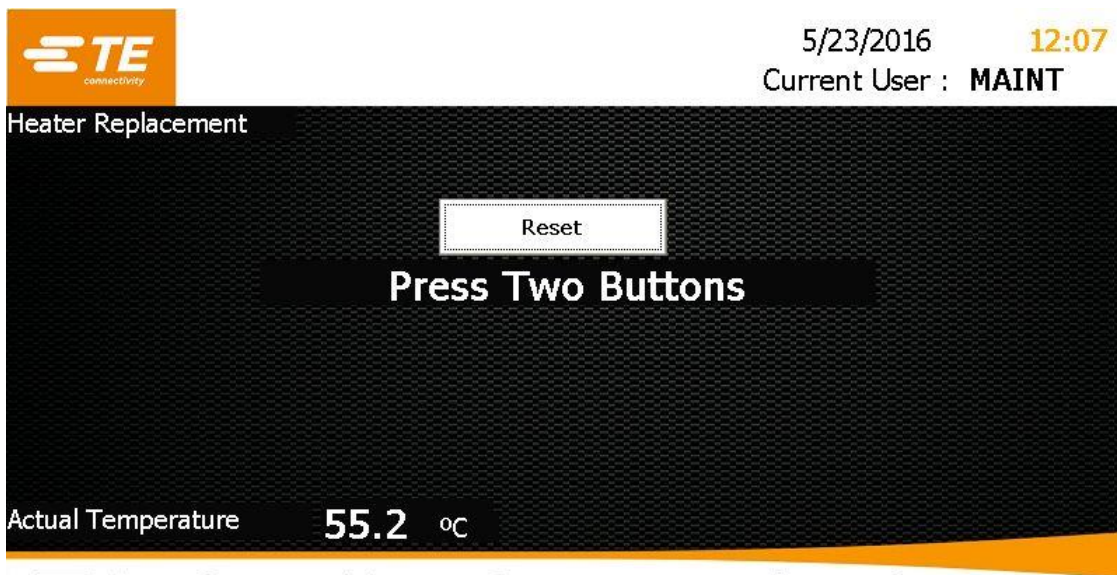 TE
connectivity
5/23/2016 12:07
Current User : MAINT
Heater Replacement
Reset
Press Two Buttons
Actual Temperature 55.2 ºC